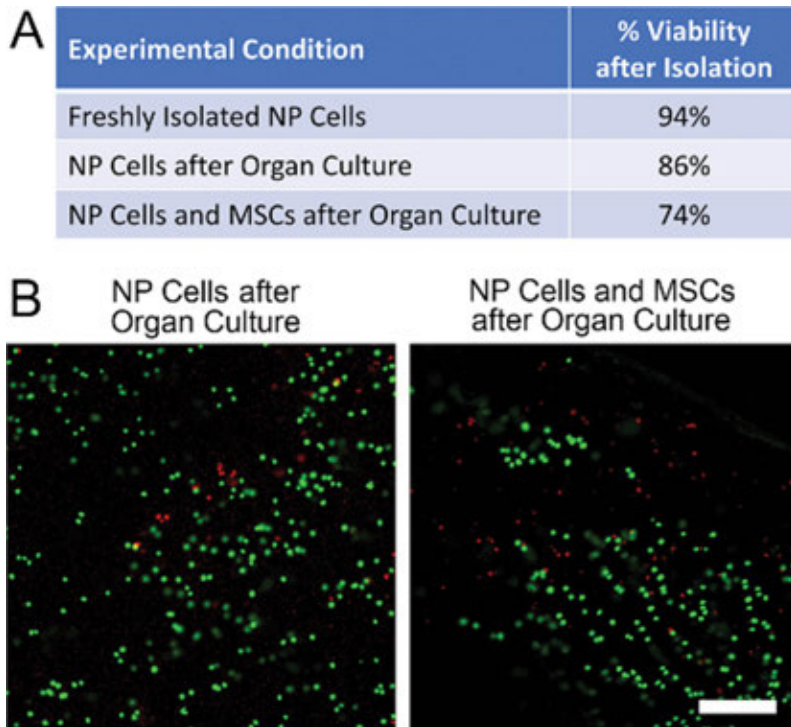 A
Experimental Condition
% Viability
after Isolation
Freshly Isolated NP Cells
94%
NP Cells after Organ Culture
86%
NP Cells and MSCs after Organ Culture
74%
B
NP Cells after
Organ Culture
NP Cells and MSCs
after Organ Culture